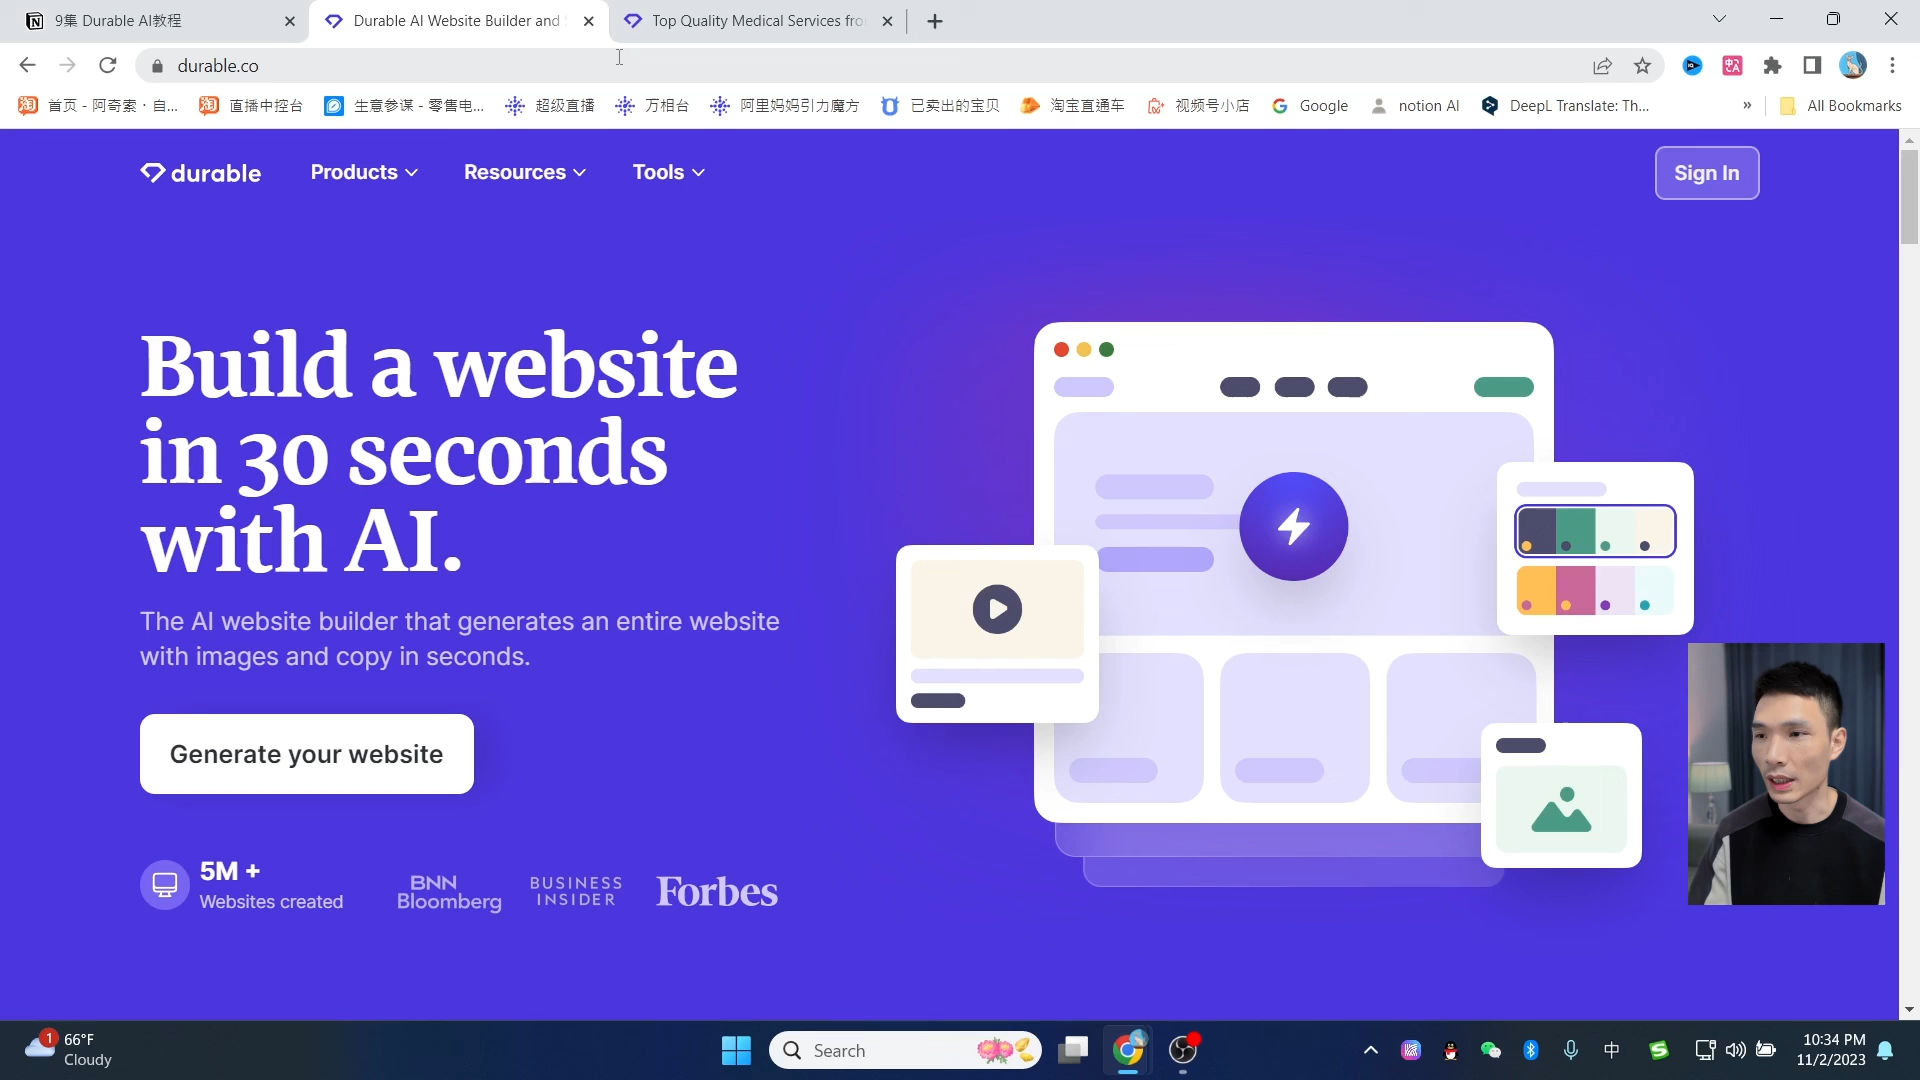 9集 Durable AI教程
Durable AI Website Builder and
Top Quality Medical Services fro
durable.co
首页 - 阿奇索 · 自...
直播中控台
生意参谋 - 零售电...
超级直播
万相台
阿里妈妈引力魔方
已卖出的宝贝
淘宝直通车
视频号小店
Google
notion AI
DeepL Translate: Th...
»
All Bookmarks
durable
Products
Resources
Tools
Sign In
Build a website
in 30 seconds
with AI.
The AI website builder that generates an entire website
with images and copy in seconds.
Generate your website
5M +
Websites created
BNN
Bloomberg
BUSINESS
INSIDER
Forbes
1
66°F
Cloudy
Search
中
10:34 PM
11/2/2023